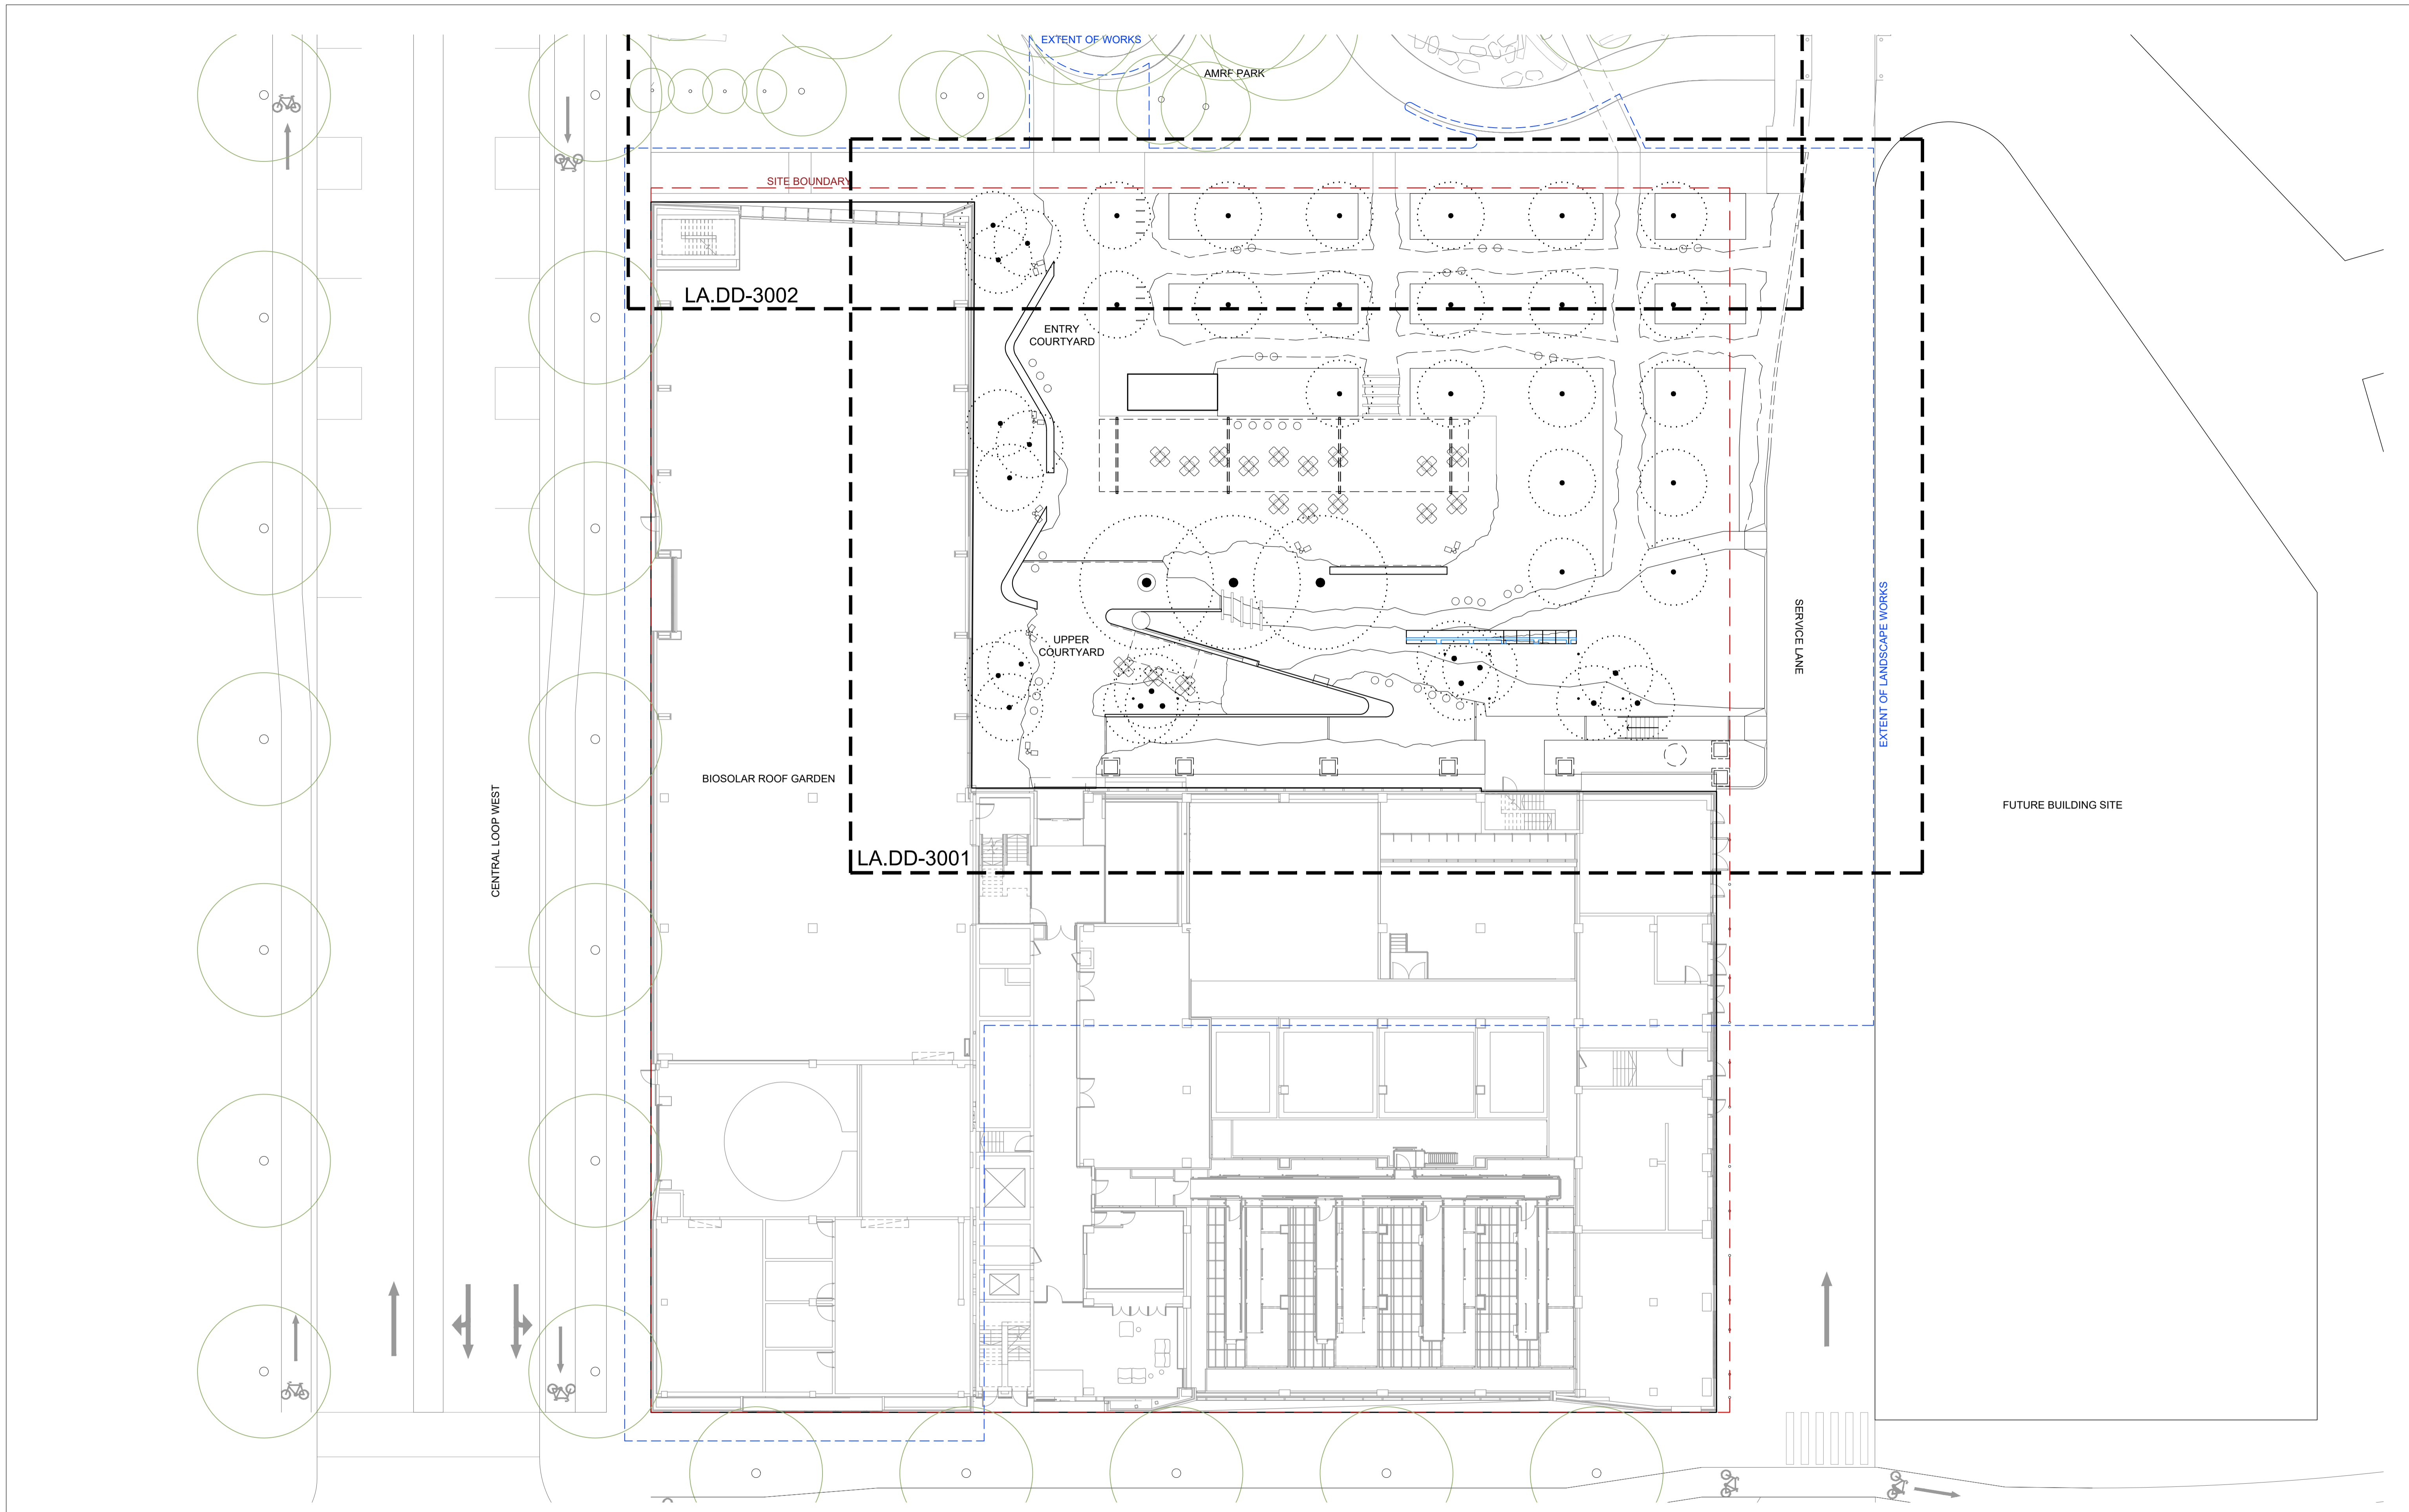 EXTENT OF WORKS
AMRF PARK
SITE BOUNDARY
LA.DD-3002
ENTRY
COURTYARD
UPPER
COURTYARD
SERVICE LANE
EXTENT OF LANDSCAPE WORKS
BIOSOLAR ROOF GARDEN
CENTRAL LOOP WEST
FUTURE BUILDING SITE
LA.DD-3001